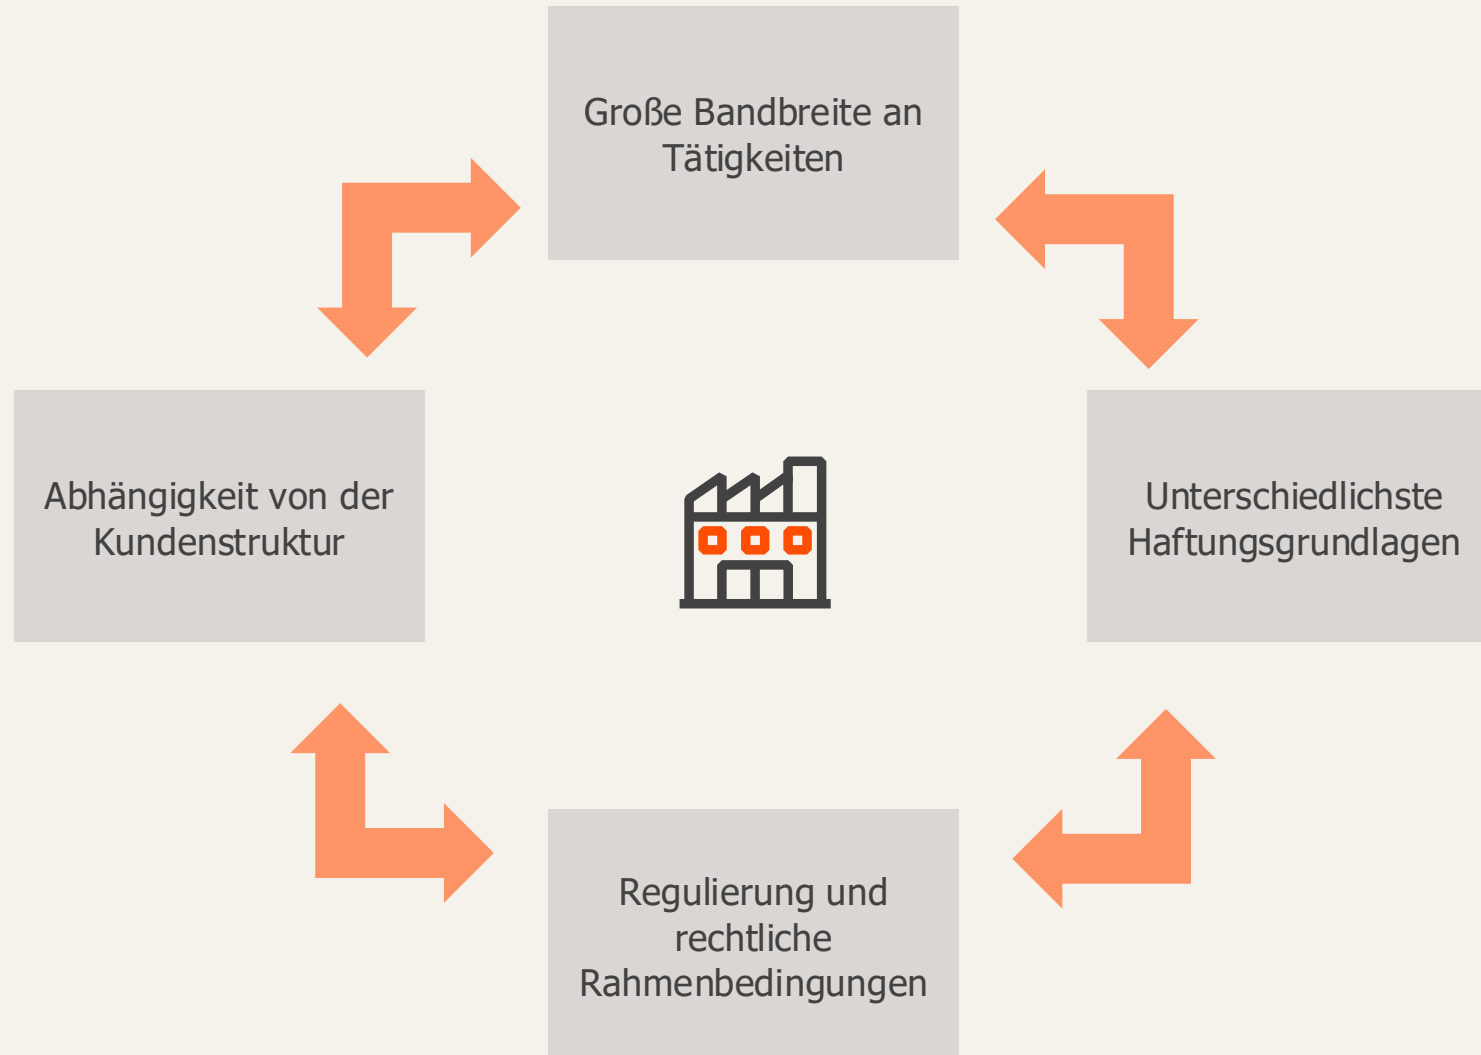 Große Bandbreite an
Tätigkeiten
Abhängigkeit von der
Kundenstruktur
Unterschiedlichste
Haftungsgrundlagen
Regulierung und
rechtliche
Rahmenbedingungen